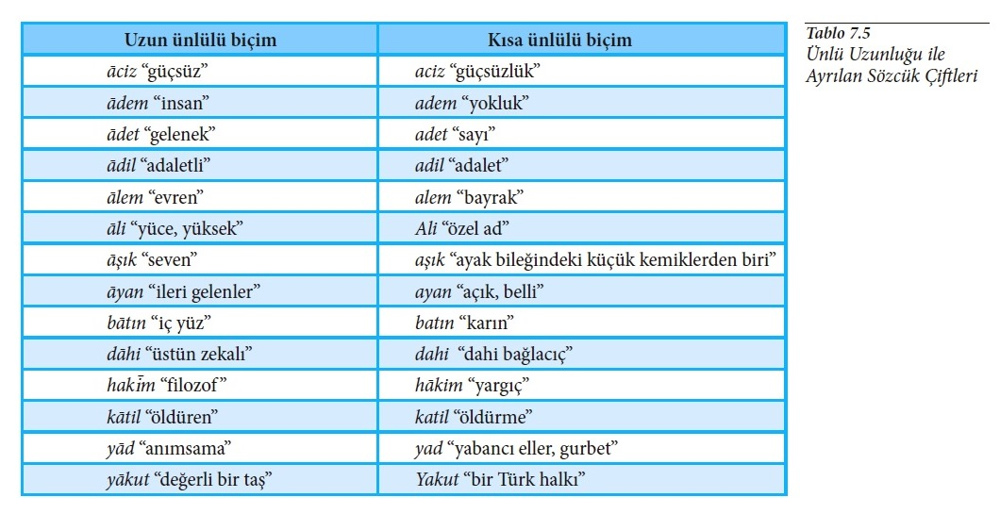 Uzun ünlülü biçim Kısa ünlülü biçim
āciz “güçsüz” aciz “güçsüzlük”
ādem “insan” adem “yokluk”
ādet “gelenek” adet “sayı”
ādil “adaletli” adil “adalet”
ālem “evren” alem “bayrak”
āli “yüce, yüksek” Ali “özel ad”
āşık “seven” aşık “ayak bileğindeki küçük kemiklerden biri”
āyan “ileri gelenler” ayan “açık, belli”
bātın “iç yüz” batın “karın”
dāhi “üstün zekalı” dahi “dahi bağlacıç”
hakīm “filozof” hākim “yargıç”
kātil “öldüren” katil “öldürme”
yād “anımsama” yad “yabancı eller, gurbet”
yākut “değerli bir taş” Yakut “bir Türk halkı”
Tablo 7.5
Ünlü Uzunluğu ile
Ayrılan Sözcük Çiftleri